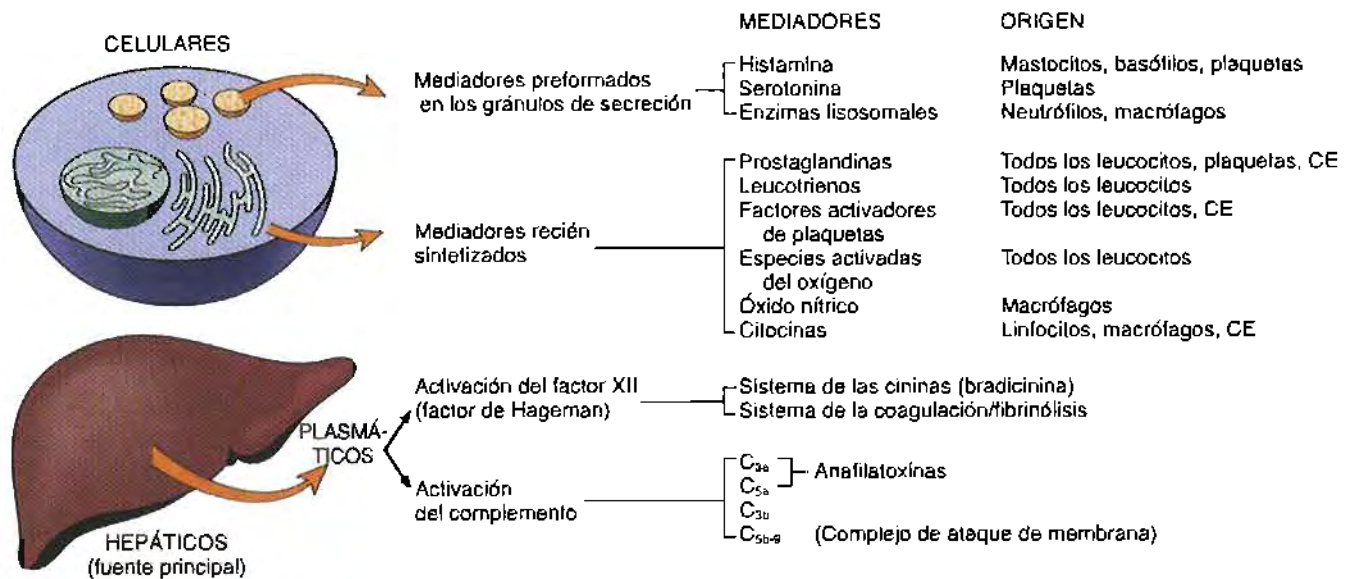 MEDIADORES ORIGEN
CELULARES
Mediadores preformados
en los gránulos de secreción
Histamina Mastocitos, basófilos, plaquetas
Serotonina Plaquetas
Enzimas lisosomales Neutrófilos, macrófagos
Mediadores recién
sintetizados
Prostaglandinas Todos los leucocitos, plaquetas, CE
Leucotrienos Todos los leucocitos
Factores activadores Todos los leucocitos, CE
de plaquetas
Especies activadas Todos los leucocitos
del oxígeno
Óxido nítrico Macrófagos
Citocinas Linfocitos, macrófagos, CE
HEPÁTICOS
(fuente principal)
PLASMÁ-
TICOS
Activación del factor XII
(factor de Hageman)
Sistema de las cininas (bradicinina)
Sistema de la coagulación/fibrinólisis
Activación
del complemento
C3a
C5a
Anafilatoxinas
C3b
C5b-9 (Complejo de ataque de membrana)